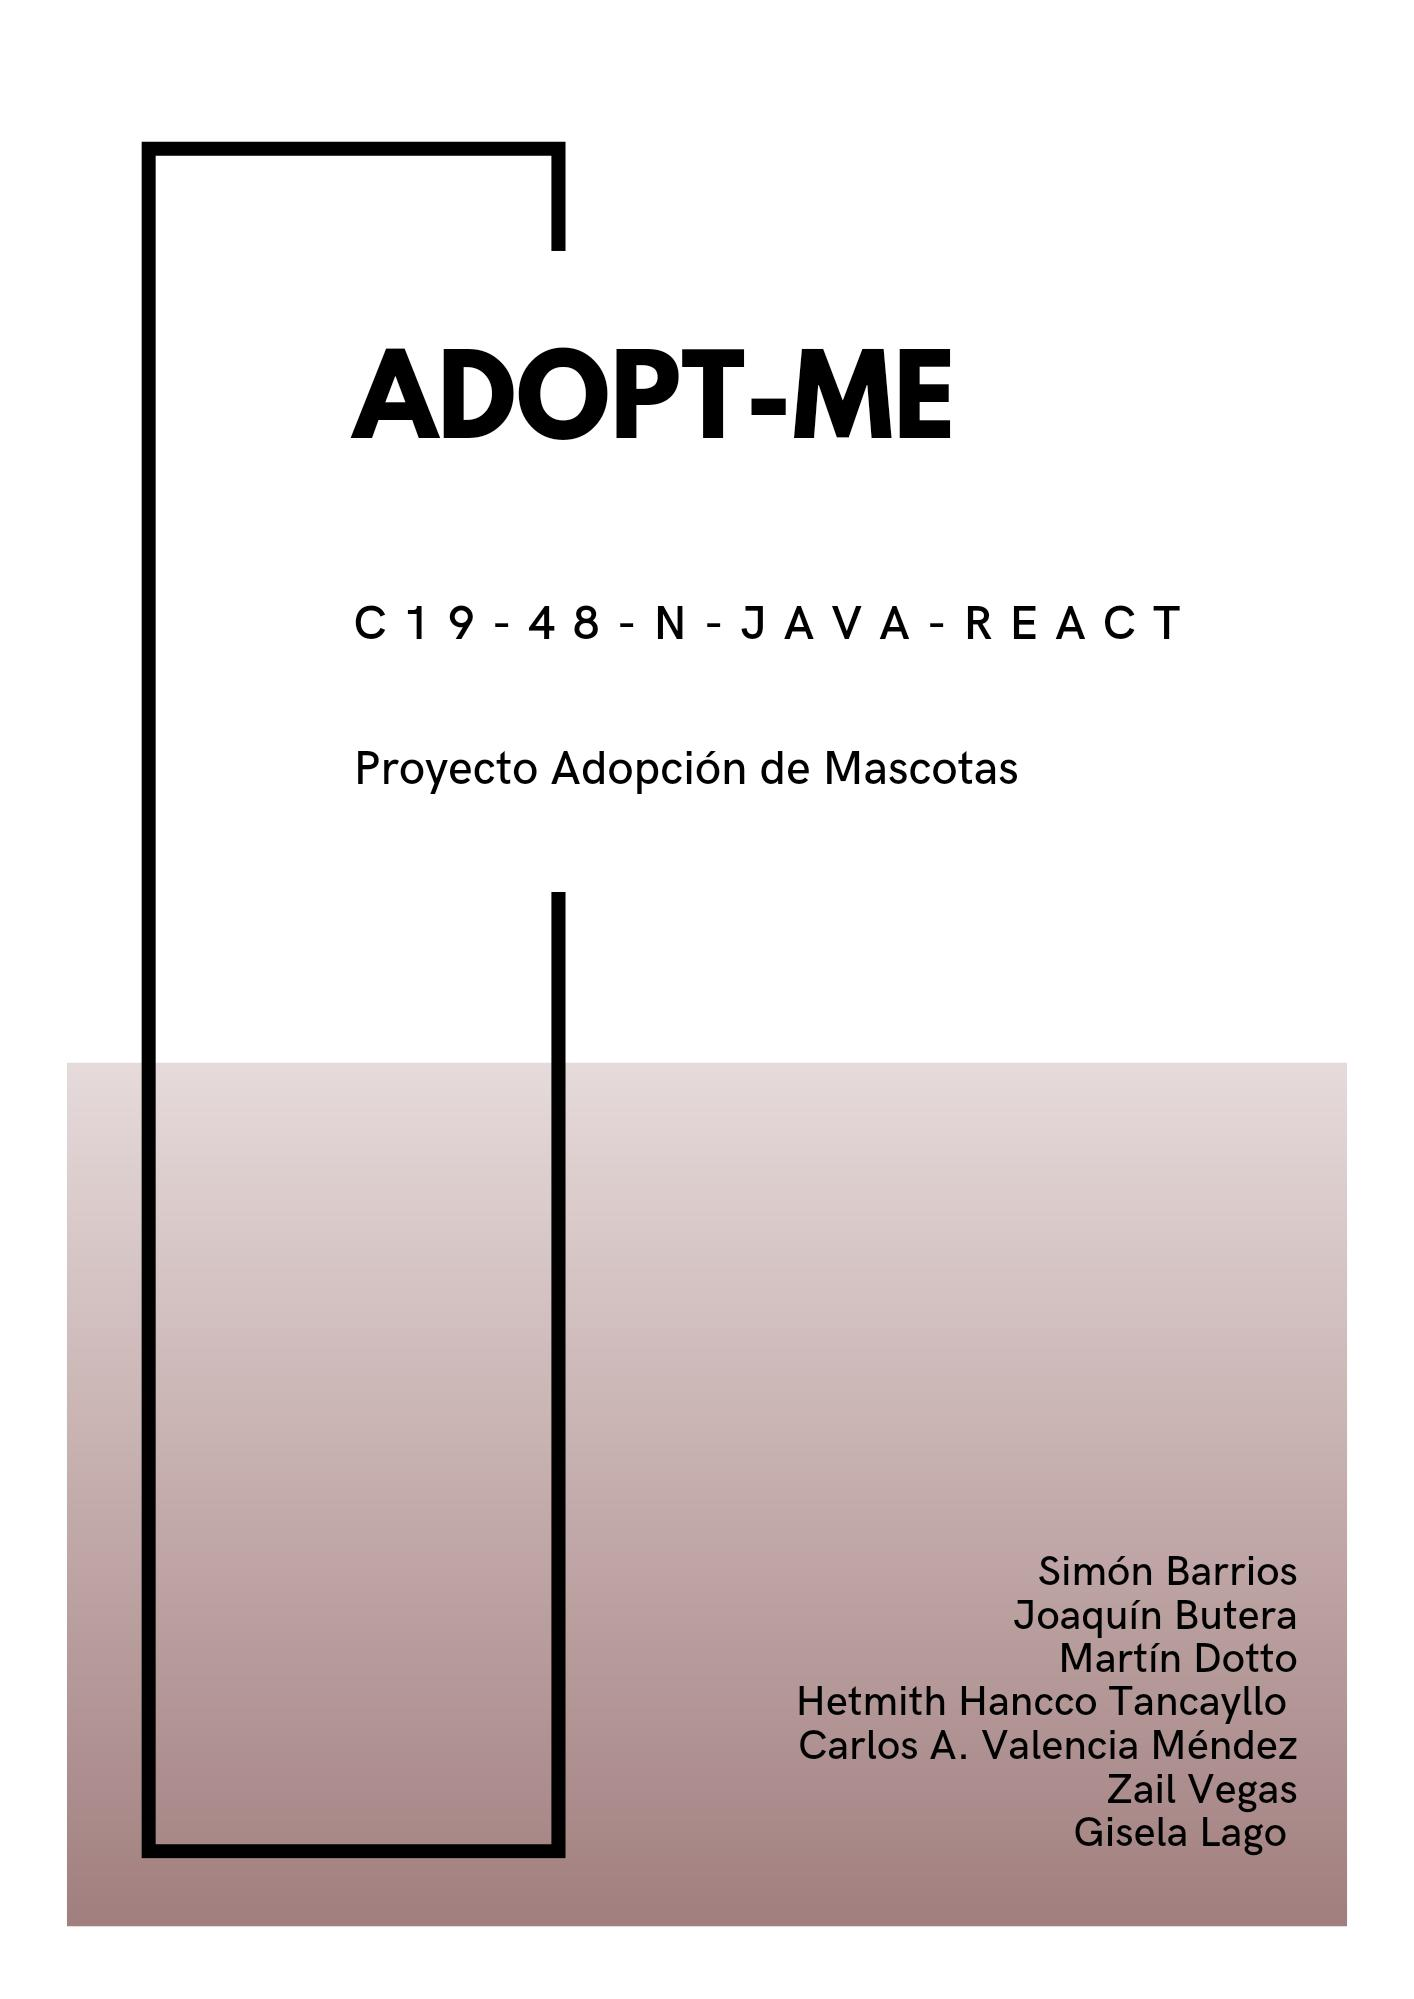 ADOPT-ME
C19-48-N-JAVA-REACT
Proyecto Adopción de Mascotas
Simón Barrios
Joaquín Butera
Martín Dotto
Hetmith Hancco Tancayllo
Carlos A. Valencia Méndez
Zail Vegas
Gisela Lago